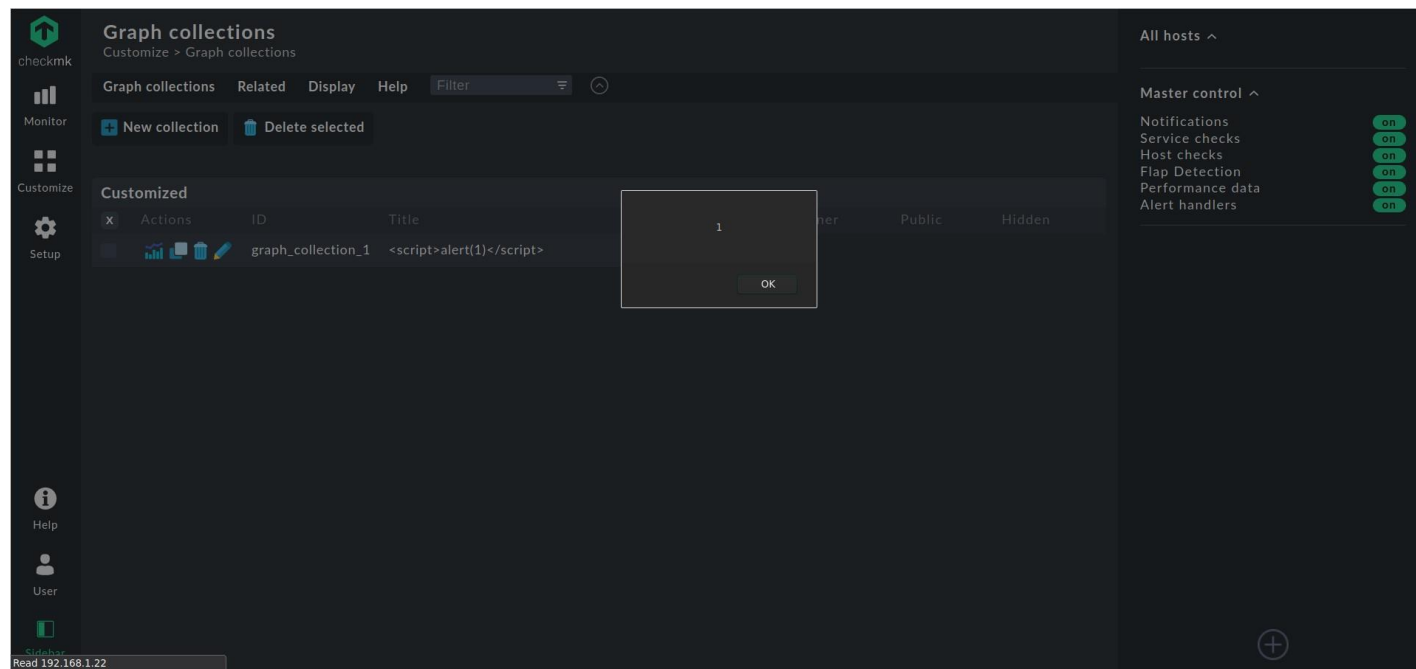 checkmk
Monitor
Customize
Setup
Help
User
Sidebar
Read 192.168.1.22
Graph collections
Customize > Graph collections
Graph collections Related Display Help Filter
New collection Delete selected
Customized
X Actions ID Title ner Public Hidden
graph_collection_1 <script>alert(1)</script>
1
OK
All hosts
Master control
Notifications on
Service checks on
Host checks on
Flap Detection on
Performance data on
Alert handlers on